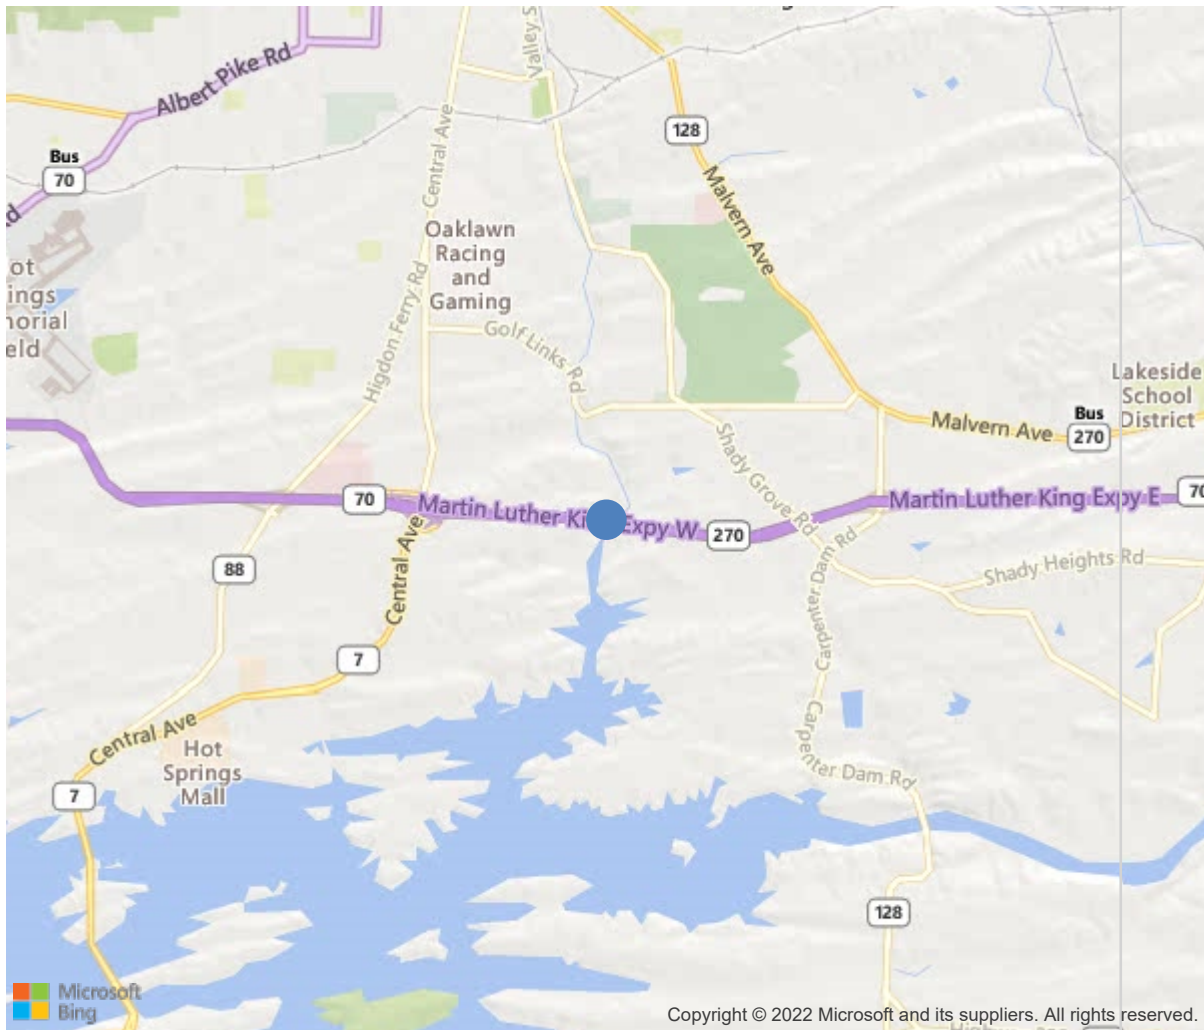 Valley S
Albert Pike Rd
Central Ave
128
Bus
70
Malvern Ave
Oaklawn
Racing
and
Gaming
ot
ings
norial
eld
Higdon Ferry Rd
Golf Links Rd
Lakeside
School
District
Bus
270
Malvern Ave
Shady Grove Rd
70
Martin Luther Ki
Expy W
270
Martin Luther King Expy E
70
88
Central Ave
Carpenter Dam Rd
Shady Heights Rd
7
Central Ave
Hot
Springs
Mall
Carpenter Dam Rd
7
128
Microsoft
Bing
Copyright © 2022 Microsoft and its suppliers. All rights reserved.